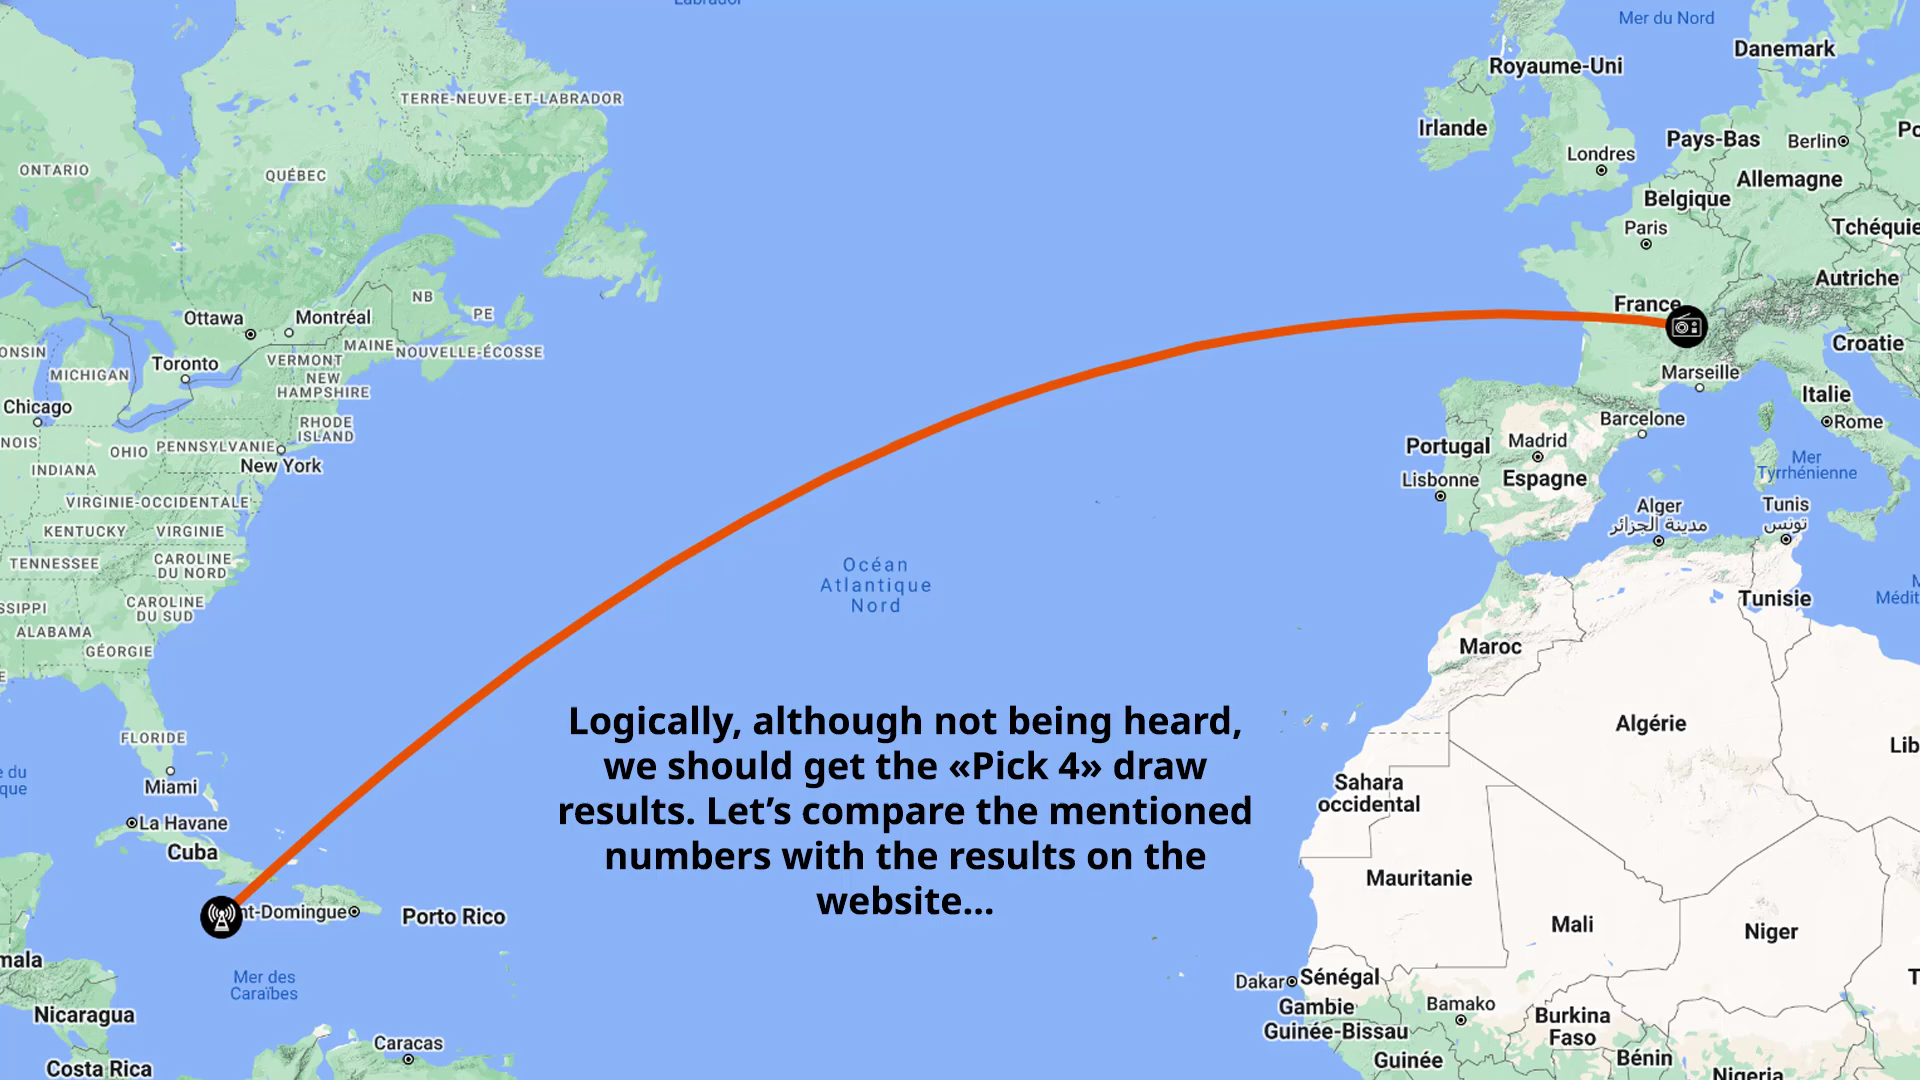 Labrador
Mer du Nord
Danemark
Royaume-Uni
TERRE-NEUVE-ET-LABRADOR
Irlande
Pays-Bas
Berlin
Londres
ONTARIO
QUÉBEC
Allemagne
Belgique
Paris
Tchéquie
Autriche
NB
France
PE
Ottawa
Montréal
Croatie
MAINE
NOUVELLE-ÉCOSSE
VERMONT
Toronto
MICHIGAN
NEW
HAMPSHIRE
Marseille
Italie
Chicago
RHODE
ISLAND
Barcelone
Rome
Portugal
Madrid
OHIO
PENNSYLVANIE
New York
INDIANA
Mer
Tyrrhénienne
Lisbonne
Espagne
VIRGINIE-OCCIDENTALE
Alger
مدينة الجزائر
Tunis
تونس
KENTUCKY
VIRGINIE
TENNESSEE
CAROLINE
DU NORD
Océan
Atlantique
Nord
Tunisie
CAROLINE
DU SUD
ALABAMA
GÉORGIE
Maroc
Logically, although not being heard,
we should get the «Pick 4» draw
results. Let’s compare the mentioned
numbers with the results on the
website...
Algérie
FLORIDE
Miami
Sahara
occidental
La Havane
Cuba
Mauritanie
nt-Domingue
Porto Rico
Mali
Niger
Mer des
Caraïbes
Dakar
Sénégal
Gambie
Guinée-Bissau
Bamako
Burkina
Faso
Nicaragua
Caracas
Guinée
Bénin
Costa Rica
Nigeria